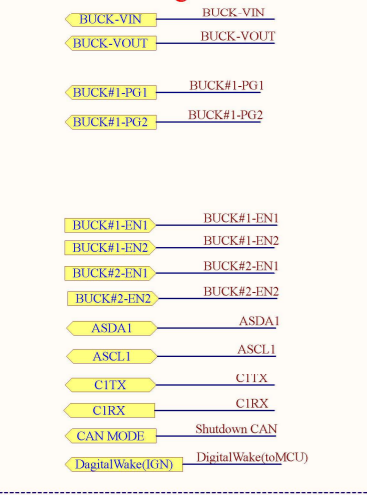 BUCK-VIN BUCK-VIN
BUCK-VOUT BUCK-VOUT
BUCK#1-PG1 BUCK#1-PG1
BUCK#1-PG2 BUCK#1-PG2
BUCK#1-EN1 BUCK#1-EN1
BUCK#1-EN2 BUCK#1-EN2
BUCK#2-EN1 BUCK#2-EN1
BUCK#2-EN2 BUCK#2-EN2
ASDA1 ASDA1
ASCL1 ASCL1
C1TX C1TX
C1RX C1RX
CAN MODE Shutdown CAN
DagitalWake(IGN) DigitalWake(toMCU)